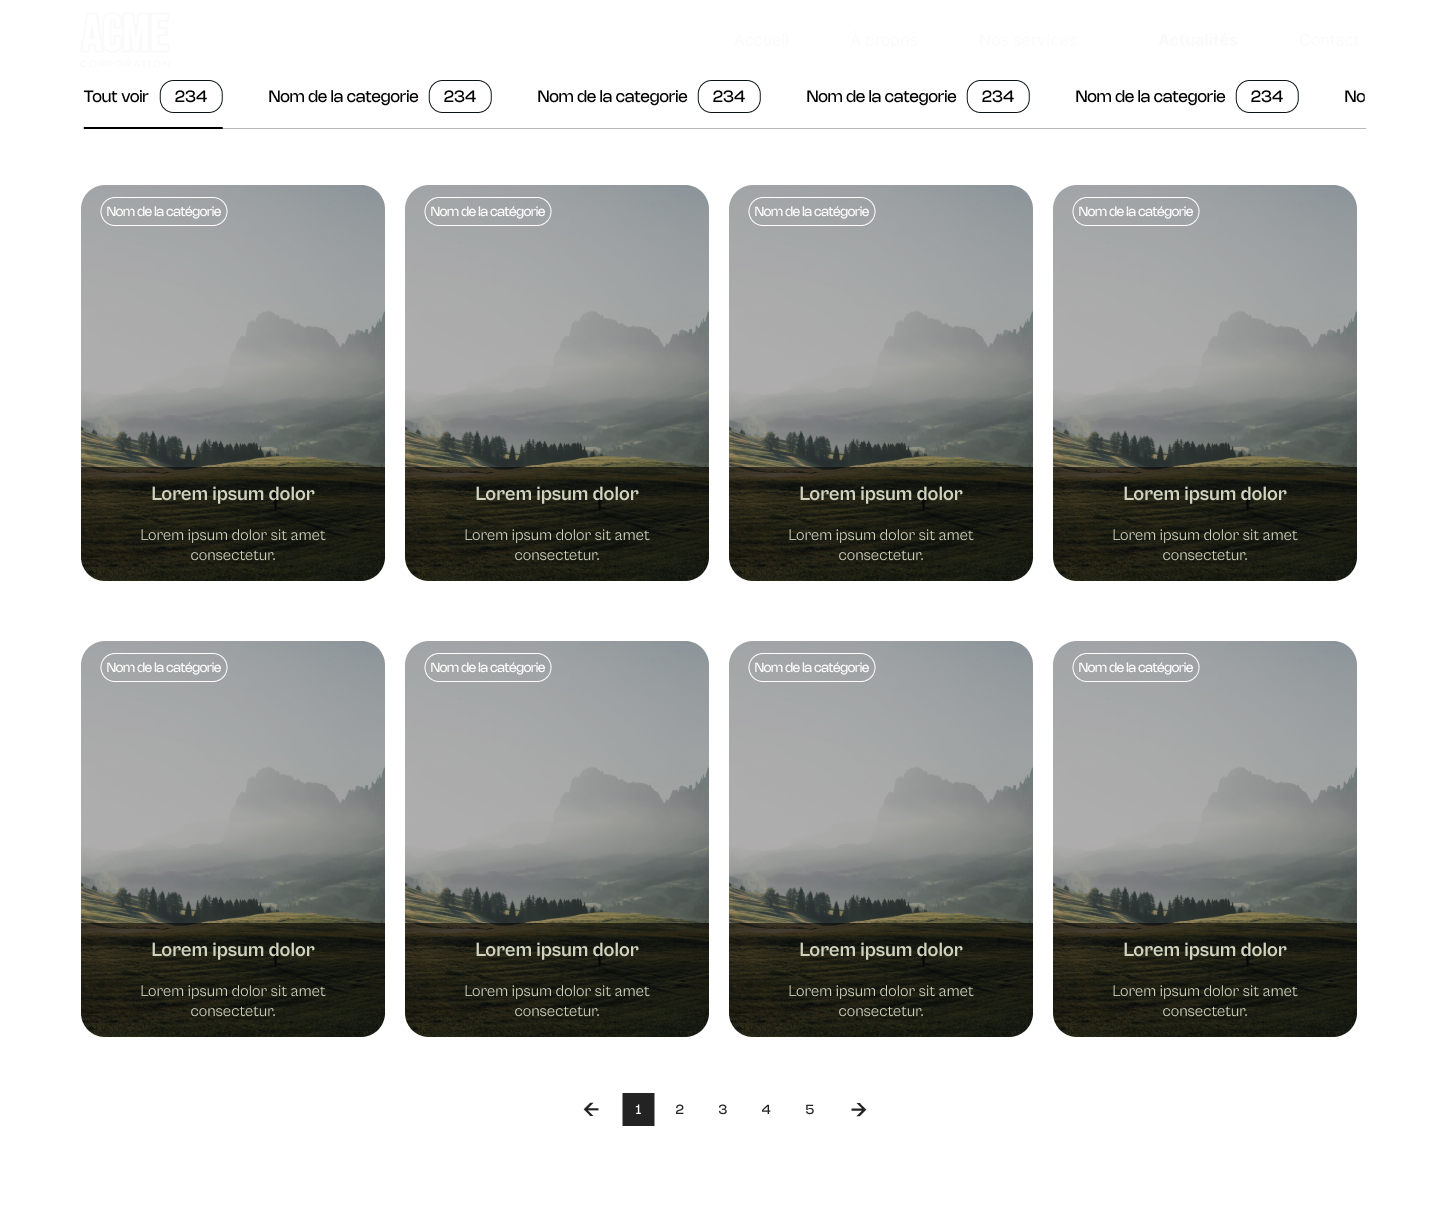 ACME
Accueil À propos Nos services Actualités Contact
Tout voir 234 Nom de la categorie 234 Nom de la categorie 234 Nom de la categorie 234 Nom de la categorie 234 No
Nom de la catégorie Nom de la catégorie Nom de la catégorie Nom de la catégorie
Lorem ipsum dolor Lorem ipsum dolor Lorem ipsum dolor Lorem ipsum dolor
Lorem ipsum dolor sit amet Lorem ipsum dolor sit amet Lorem ipsum dolor sit amet Lorem ipsum dolor sit amet
consectetur. consectetur. consectetur. consectetur.
Nom de la catégorie Nom de la catégorie Nom de la catégorie Nom de la catégorie
Lorem ipsum dolor Lorem ipsum dolor Lorem ipsum dolor Lorem ipsum dolor
Lorem ipsum dolor sit amet Lorem ipsum dolor sit amet Lorem ipsum dolor sit amet Lorem ipsum dolor sit amet
consectetur. consectetur. consectetur. consectetur.
← 1 2 3 4 5 →